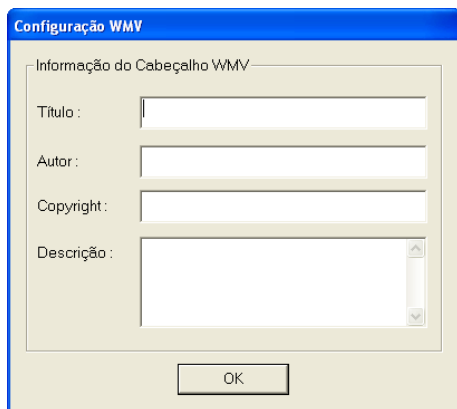 Configuração WMV
Informação do Cabeçalho WMV
Título :
Autor :
Copyright :
Descrição :
OK